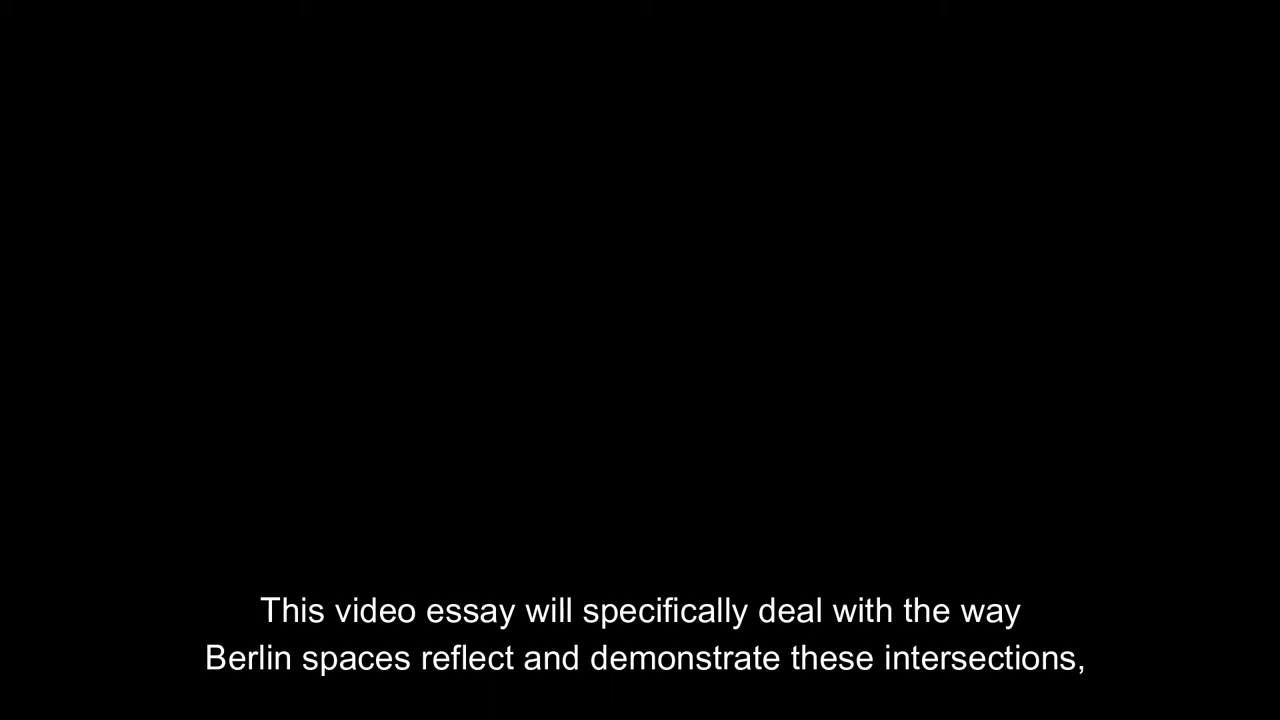 This video essay will specifically deal with the way
Berlin spaces reflect and demonstrate these intersections,